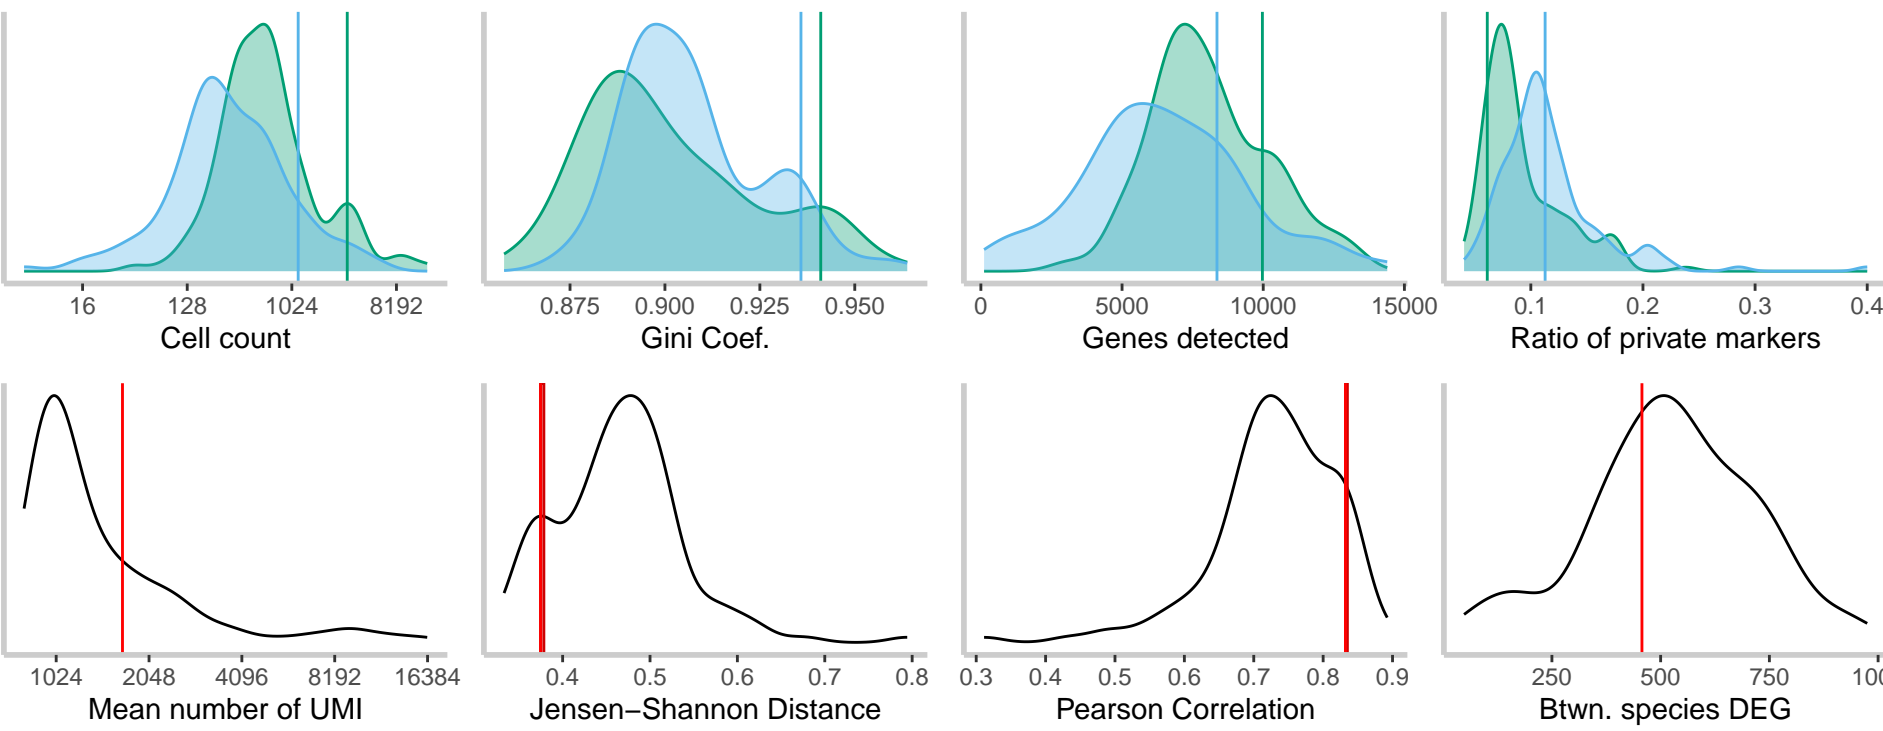 16 128 1024 8192
Cell count
0.875 0.900 0.925 0.950
Gini Coef.
0 5000 10000 15000
Genes detected
0.1 0.2 0.3 0.4
Ratio of private markers
1024 2048 4096 8192 16384
Mean number of UMI
0.4 0.5 0.6 0.7 0.8
Jensen−Shannon Distance
0.3 0.4 0.5 0.6 0.7 0.8 0.9
Pearson Correlation
250 500 750 100
Btwn. species DEG